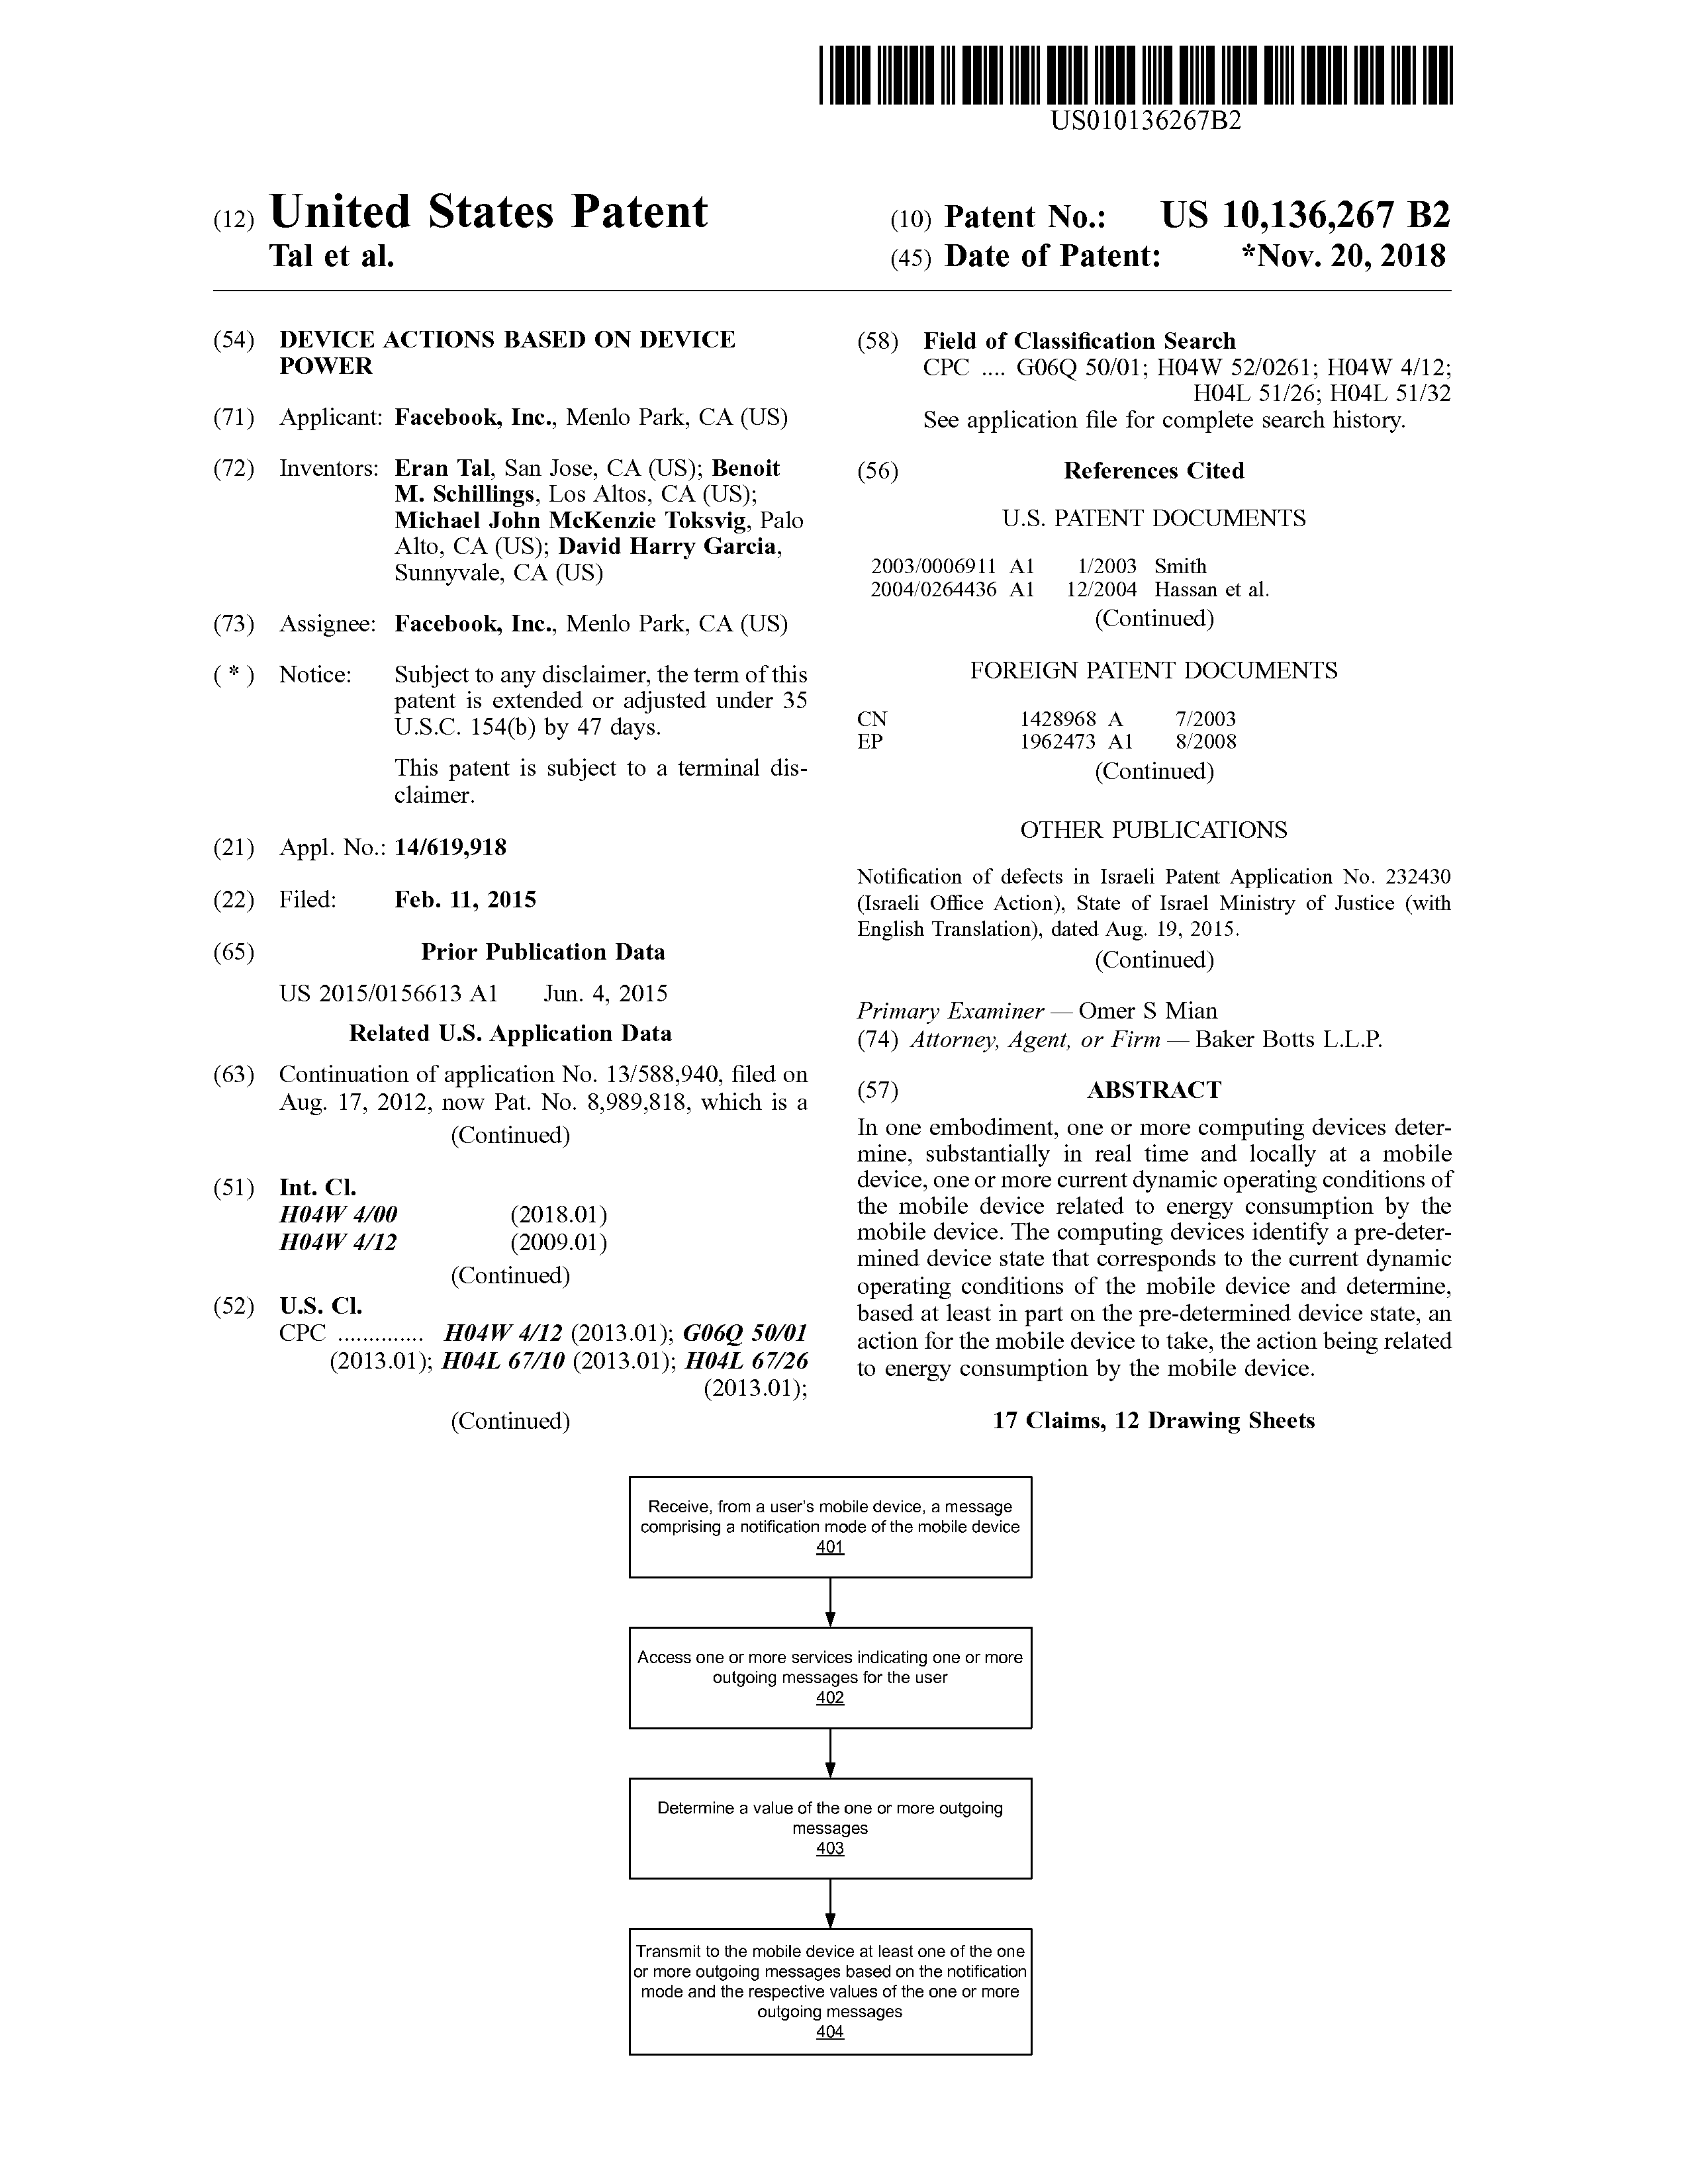 US010136267B2
(12) United States Patent
Tal et al.
(10) Patent No.: US 10,136,267 B2
(45) Date of Patent: *Nov. 20, 2018
(54) DEVICE ACTIONS BASED ON DEVICE
POWER
(71) Applicant: Facebook, Inc., Menlo Park, CA (US)
(72) Inventors: Eran Tal, San Jose, CA (US); Benoit
M. Schillings, Los Altos, CA (US);
Michael John McKenzie Toksvig, Palo
Alto, CA (US); David Harry Garcia,
Sunnyvale, CA (US)
(73) Assignee: Facebook, Inc., Menlo Park, CA (US)
( * ) Notice: Subject to any disclaimer, the term of this
patent is extended or adjusted under 35
U.S.C. 154(b) by 47 days.
This patent is subject to a terminal dis-
claimer.
(21) Appl. No.: 14/619,918
(22) Filed: Feb. 11, 2015
(65) Prior Publication Data
US 2015/0156613 A1 Jun. 4, 2015
Related U.S. Application Data
(63) Continuation of application No. 13/588,940, filed on
Aug. 17, 2012, now Pat. No. 8,989,818, which is a
(Continued)
(51) Int. Cl.
H04W 4/00 (2018.01)
H04W 4/12 (2009.01)
(Continued)
(52) U.S. Cl.
CPC .............. H04W 4/12 (2013.01); G06Q 50/01
(2013.01); H04L 67/10 (2013.01); H04L 67/26
(2013.01);
(Continued)
(58) Field of Classification Search
CPC .... G06Q 50/01; H04W 52/0261; H04W 4/12;
H04L 51/26; H04L 51/32
See application file for complete search history.
(56) References Cited
U.S. PATENT DOCUMENTS
2003/0006911 A1 1/2003 Smith
2004/0264436 A1 12/2004 Hassan et al.
(Continued)
FOREIGN PATENT DOCUMENTS
CN 1428968 A 7/2003
EP 1962473 A1 8/2008
(Continued)
OTHER PUBLICATIONS
Notification of defects in Israeli Patent Application No. 232430
(Israeli Office Action), State of Israel Ministry of Justice (with
English Translation), dated Aug. 19, 2015.
(Continued)
Primary Examiner — Omer S Mian
(74) Attorney, Agent, or Firm — Baker Botts L.L.P.
(57) ABSTRACT
In one embodiment, one or more computing devices deter-
mine, substantially in real time and locally at a mobile
device, one or more current dynamic operating conditions of
the mobile device related to energy consumption by the
mobile device. The computing devices identify a pre-deter-
mined device state that corresponds to the current dynamic
operating conditions of the mobile device and determine,
based at least in part on the pre-determined device state, an
action for the mobile device to take, the action being related
to energy consumption by the mobile device.
17 Claims, 12 Drawing Sheets
Receive, from a user's mobile device, a message
comprising a notification mode of the mobile device
401
Access one or more services indicating one or more
outgoing messages for the user
402
Determine a value of the one or more outgoing
messages
403
Transmit to the mobile device at least one of the one
or more outgoing messages based on the notification
mode and the respective values of the one or more
outgoing messages
404